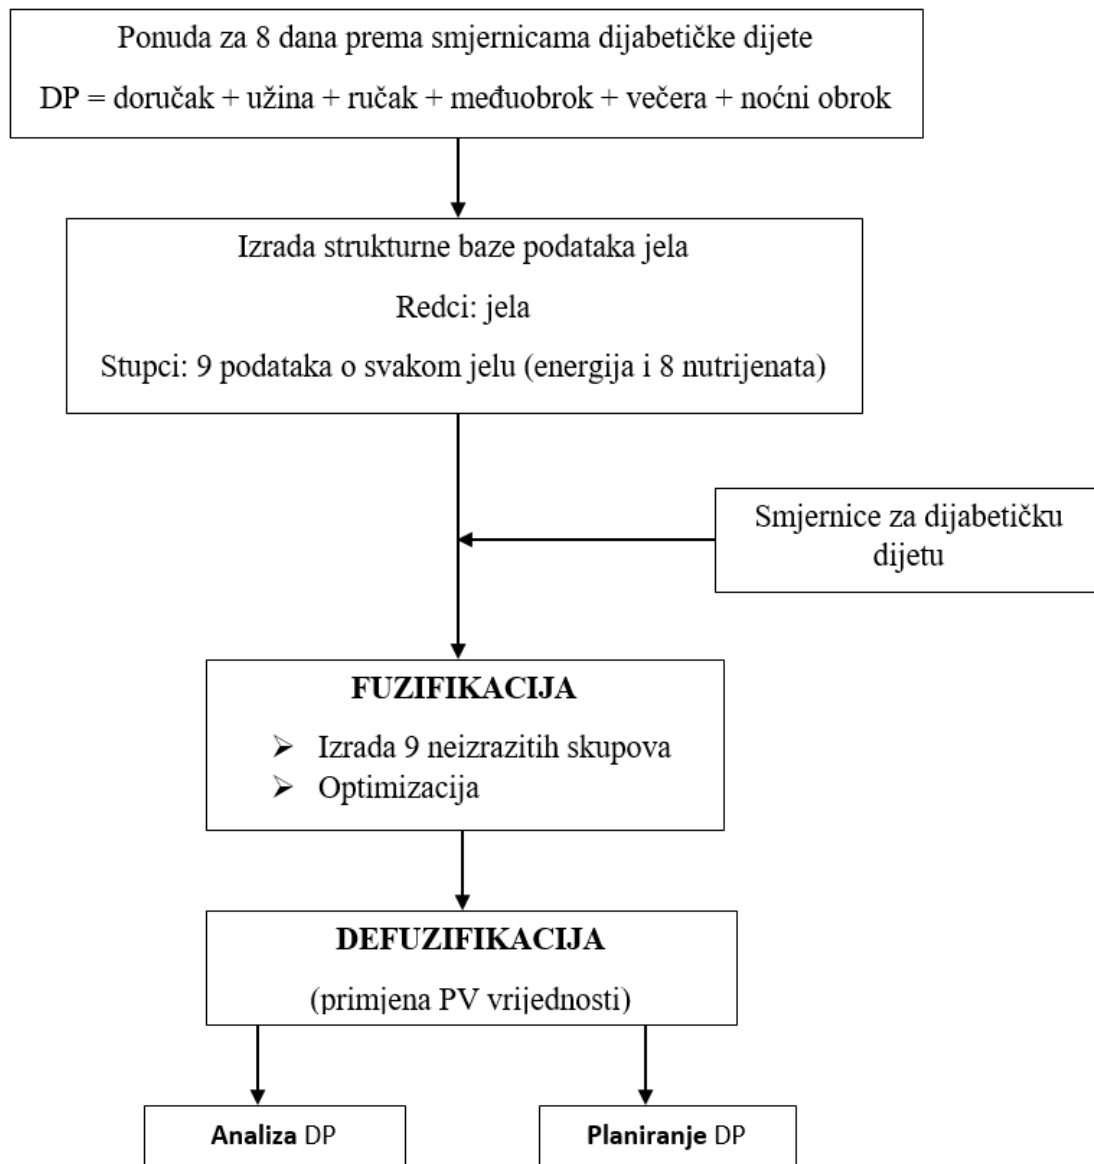 Ponuda za 8 dana prema smjernicama dijabetičke dijete
DP = doručak + užina + ručak + međuobrok + večera + noćni obrok
Izrada strukturne baze podataka jela
Redci: jela
Stupci: 9 podataka o svakom jelu (energija i 8 nutrijenata)
Smjernice za dijabetičku
dijetu
FUZIFIKACIJA
➢ Izrada 9 neizrazitih skupova
➢ Optimizacija
DEFUZIFIKACIJA
(primjena PV vrijednosti)
Analiza DP
Planiranje DP